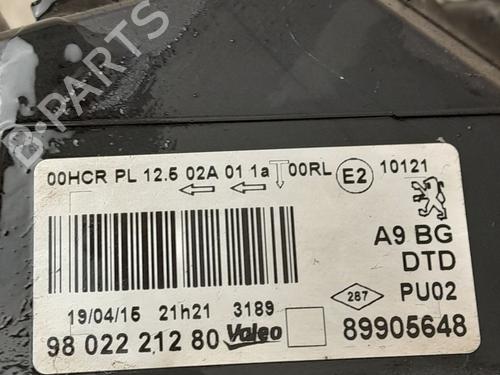 B-PARTS
00HCR PL 12.5 02A 01 1a 00RL E2 10121
A9 BG
DTD
287 PU02
19/04/15 21h21 3189
98 022 212 80 Valeo 89905648